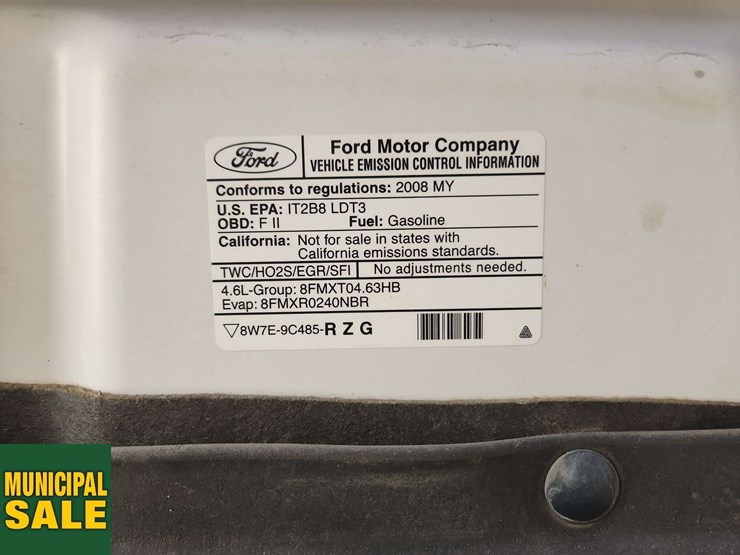 Ford
Ford Motor Company
VEHICLE EMISSION CONTROL INFORMATION
Conforms to regulations: 2008 MY
U.S. EPA: IT2B8 LDT3
OBD: F II Fuel: Gasoline
California: Not for sale in states with
California emissions standards.
TWC/HO2S/EGR/SFI No adjustments needed.
4.6L-Group: 8FMXT04.63HB
Evap: 8FMXR0240NBR
▽8W7E-9C485-R Z G
MUNICIPAL
SALE